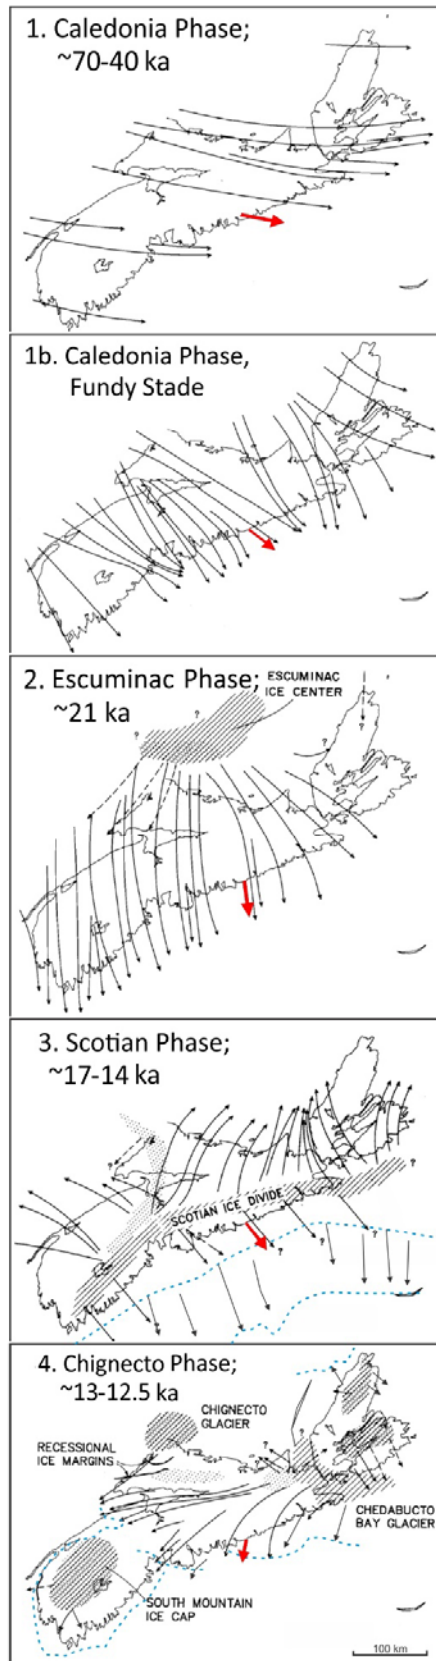 1. Caledonia Phase;
~70-40 ka
1b. Caledonia Phase,
Fundy Stade
2. Escuminac Phase;
~21 ka
ESCUMINAC
ICE CENTER
?
?
?
?
3. Scotian Phase;
~17-14 ka
?
?
SCOTIAN ICE DIVIDE
?
?
?
4. Chignecto Phase;
~13-12.5 ka
CHIGNECTO
GLACIER
RECESSIONAL
ICE MARGINS
?
?
?
CHEDABUCTO
BAY GLACIER
SOUTH MOUNTAIN
ICE CAP
100 km